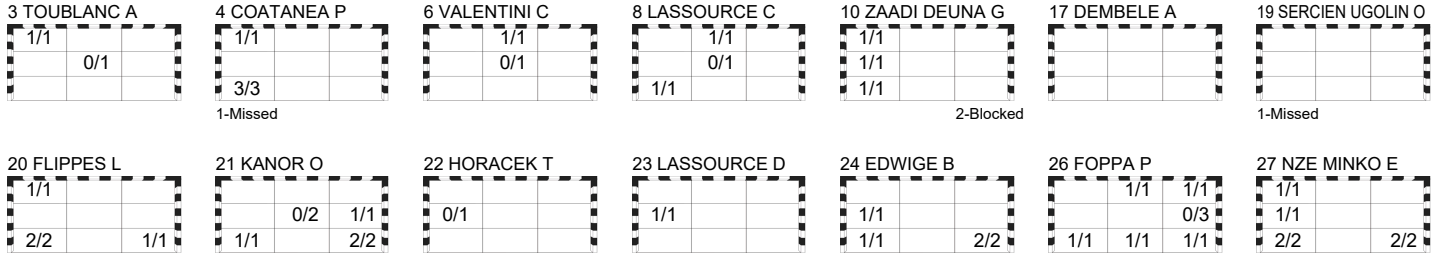 3 TOUBLANC A 4 COATANEA P 6 VALENTINI C 8 LASSOURCE C 10 ZAADI DEUNA G 17 DEMBELE A 19 SERCIEN UGOLIN O
1/1 1/1 1/1 1/1 1/1
0/1 0/1 0/1 1/1
3/3 1/1 1/1
1-Missed 2-Blocked 1-Missed
20 FLIPPES L 21 KANOR O 22 HORACEK T 23 LASSOURCE D 24 EDWIGE B 26 FOPPA P 27 NZE MINKO E
1/1 1/1 1/1 1/1
0/2 1/1 0/1 1/1 1/1 0/3 1/1
2/2 1/1 1/1 2/2 1/1 2/2 1/1 1/1 1/1 2/2 2/2